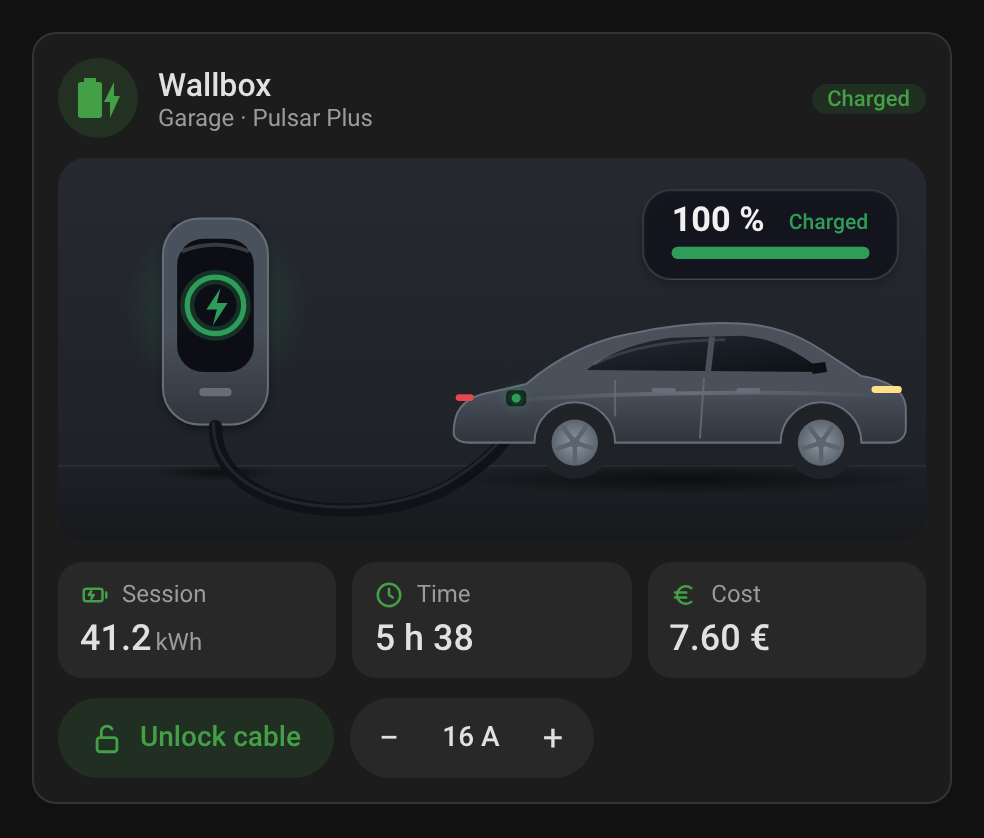 Wallbox
Garage · Pulsar Plus
Charged
100 % Charged
Session
41.2 kWh
Time
5 h 38
Cost
7.60 €
Unlock cable
− 16 A +